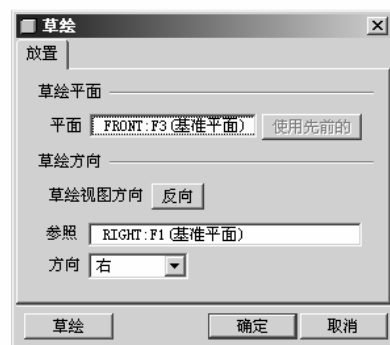 草绘
放置
草绘平面
平面 FRONT:F3(基准平面) 使用先前的
草绘方向
草绘视图方向 反向
参照 RIGHT:F1(基准平面)
方向 右
草绘 确定 取消